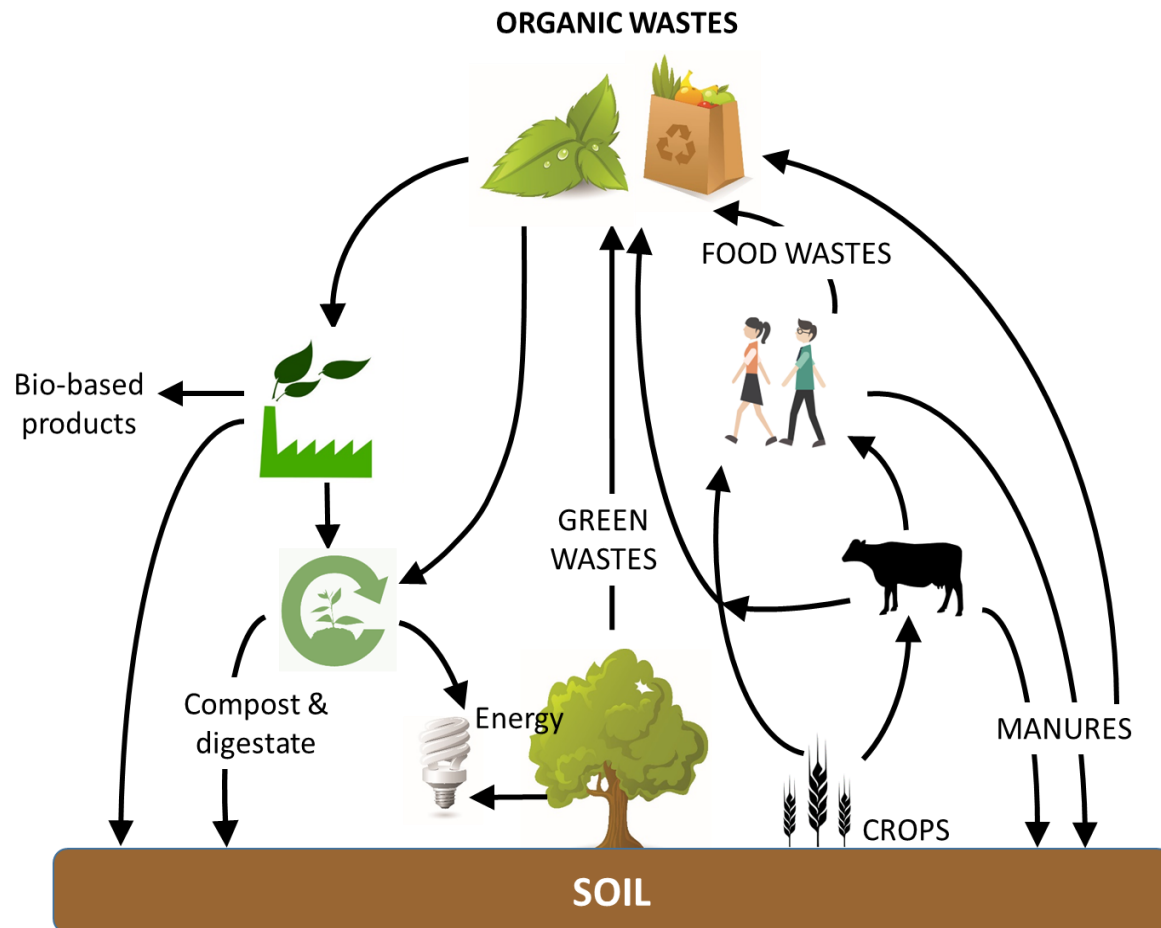 ORGANIC WASTES
FOOD WASTES
Bio-based
products
GREEN
WASTES
Compost &
digestate
Energy
MANURES
CROPS
SOIL